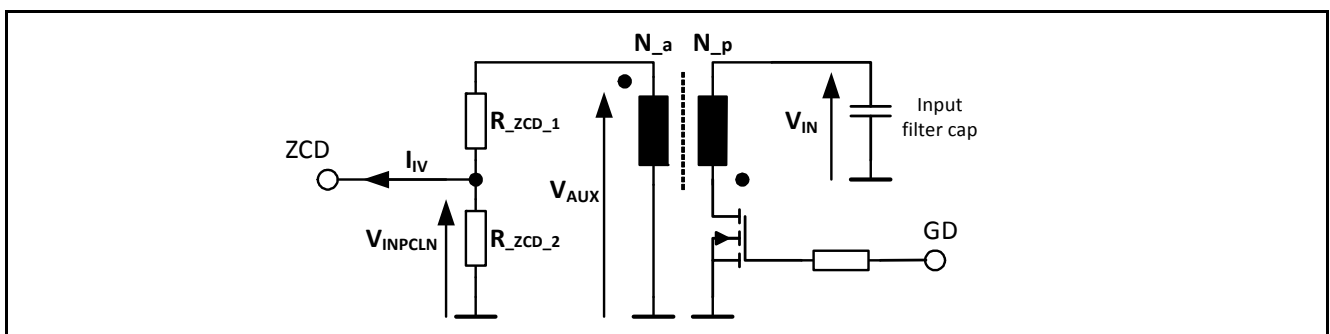 N_a N_p
R_ZCD_1
V_IN
Input
filter cap
ZCD
I_IV
V_AUX
V_INPCLN
R_ZCD_2
GD